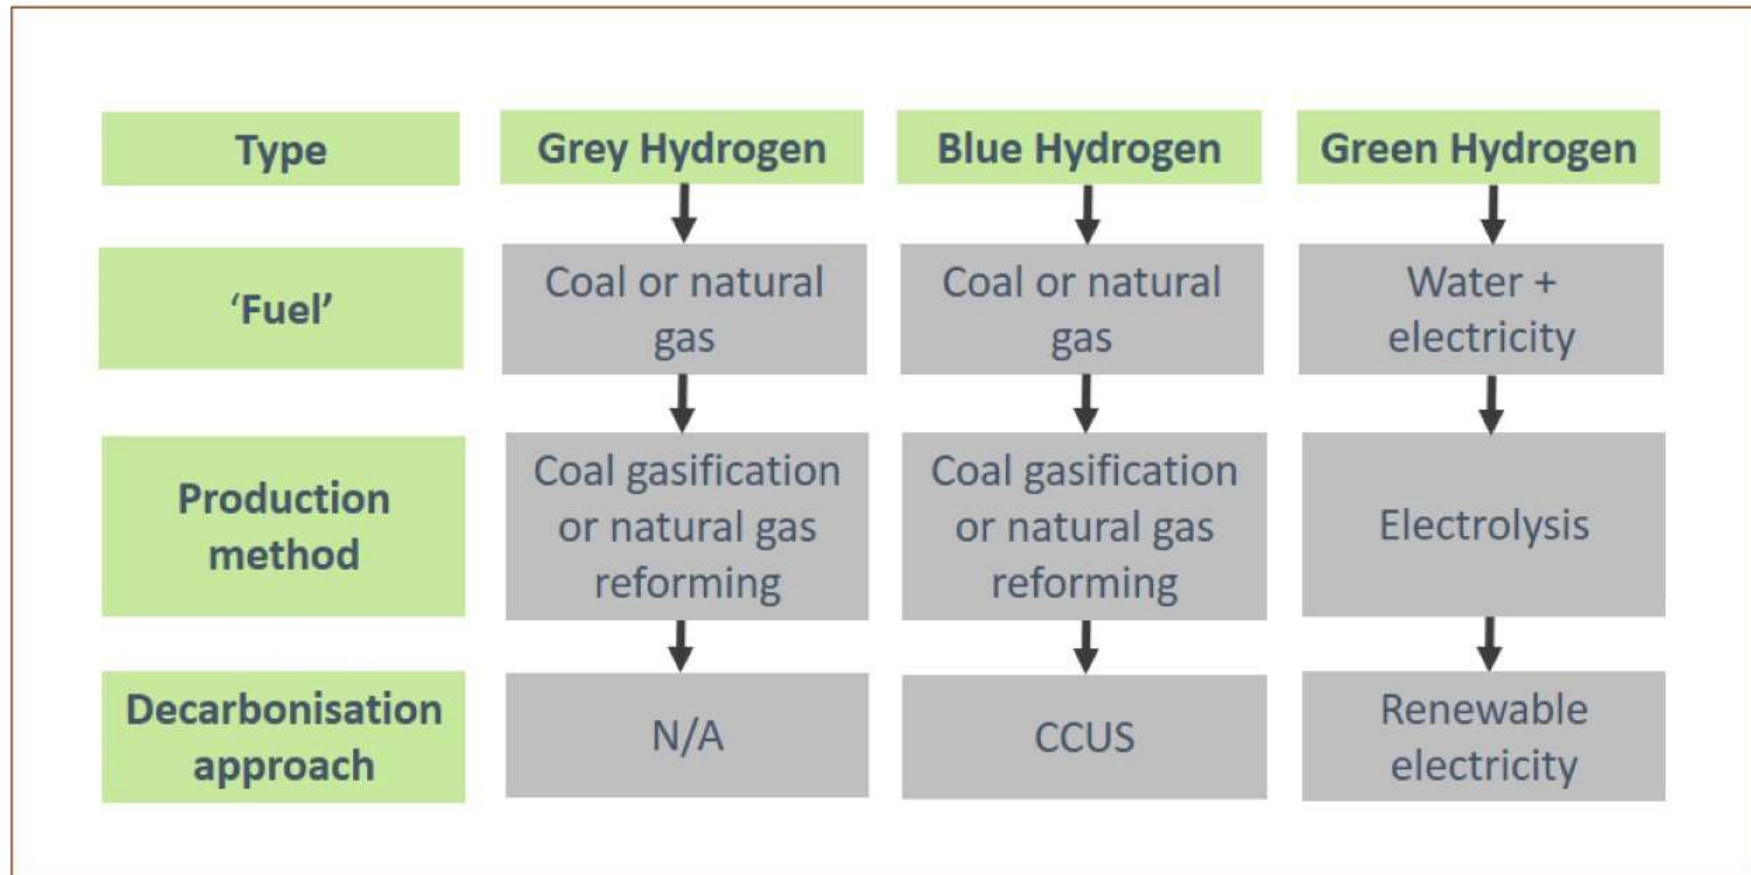 Type
Grey Hydrogen
Blue Hydrogen
Green Hydrogen
‘Fuel’
Coal or natural
gas
Coal or natural
gas
Water +
electricity
Production
method
Coal gasification
or natural gas
reforming
Coal gasification
or natural gas
reforming
Electrolysis
Decarbonisation
approach
N/A
CCUS
Renewable
electricity